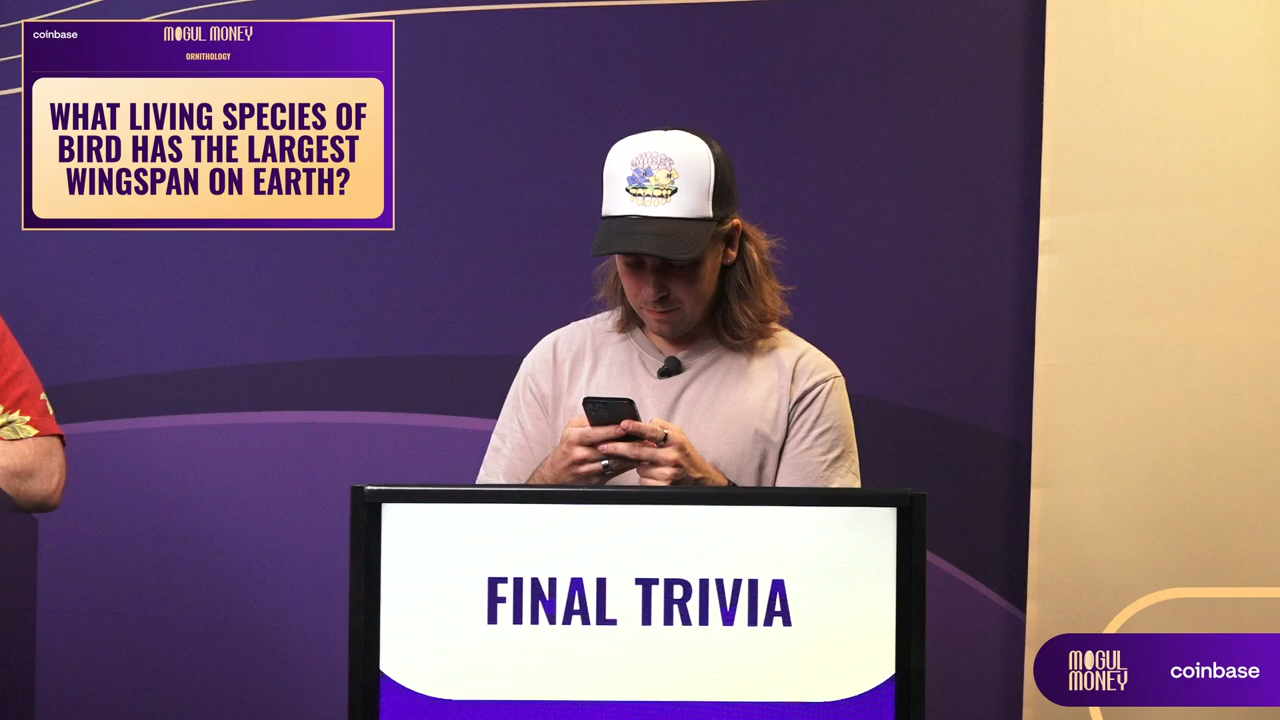 coinbase
MOGUL MONEY
ORNITHOLOGY
WHAT LIVING SPECIES OF
BIRD HAS THE LARGEST
WINGSPAN ON EARTH?
FINAL TRIVIA
MOGUL
MONEY
coinbase